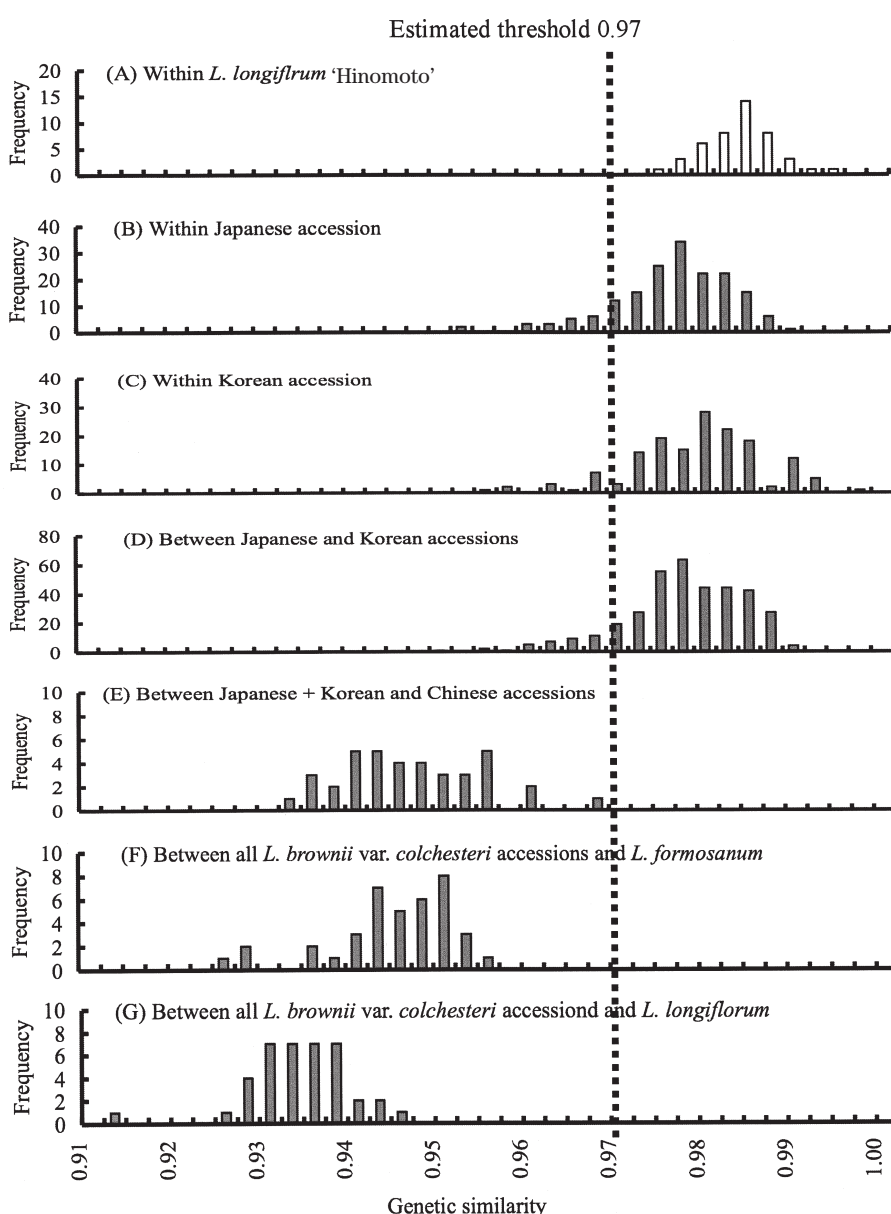 Estimated threshold 0.97
(A) Within L. longiflrum ‘Hinomoto’
Frequency
20
15
10
5
0
(B) Within Japanese accession
Frequency
40
30
20
10
0
(C) Within Korean accession
Frequency
40
30
20
10
0
(D) Between Japanese and Korean accessions
Frequency
80
60
40
20
0
(E) Between Japanese + Korean and Chinese accessions
Frequency
10
8
6
4
2
0
(F) Between all L. brownii var. colchesteri accessions and L. formosanum
Frequency
10
8
6
4
2
0
(G) Between all L. brownii var. colchesteri accessiond and L. longiflorum
Frequency
10
8
6
4
2
0
0.91 0.92 0.93 0.94 0.95 0.96 0.97 0.98 0.99 1.00
Genetic similarity